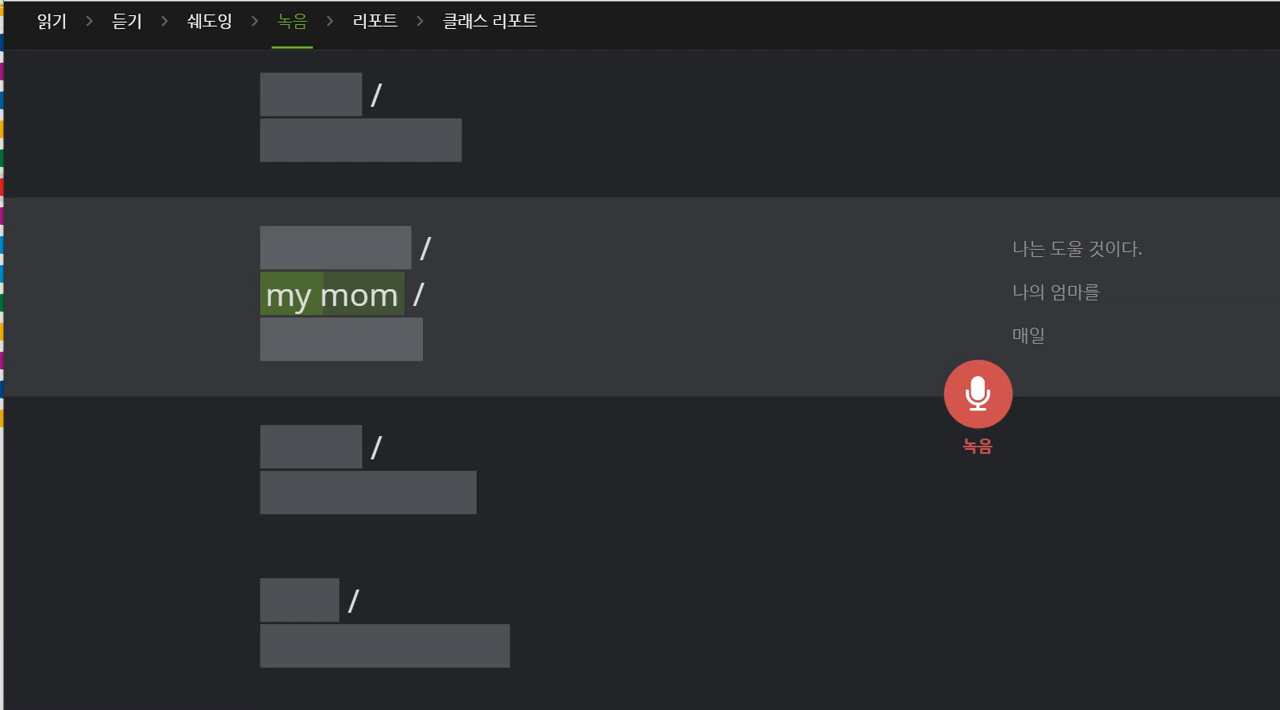 읽기 > 듣기 > 쉐도잉 > 녹음 > 리포트 > 클래스 리포트
/
/
나는 도울 것이다.
my mom /
나의 엄마를
매일
녹음
/
/